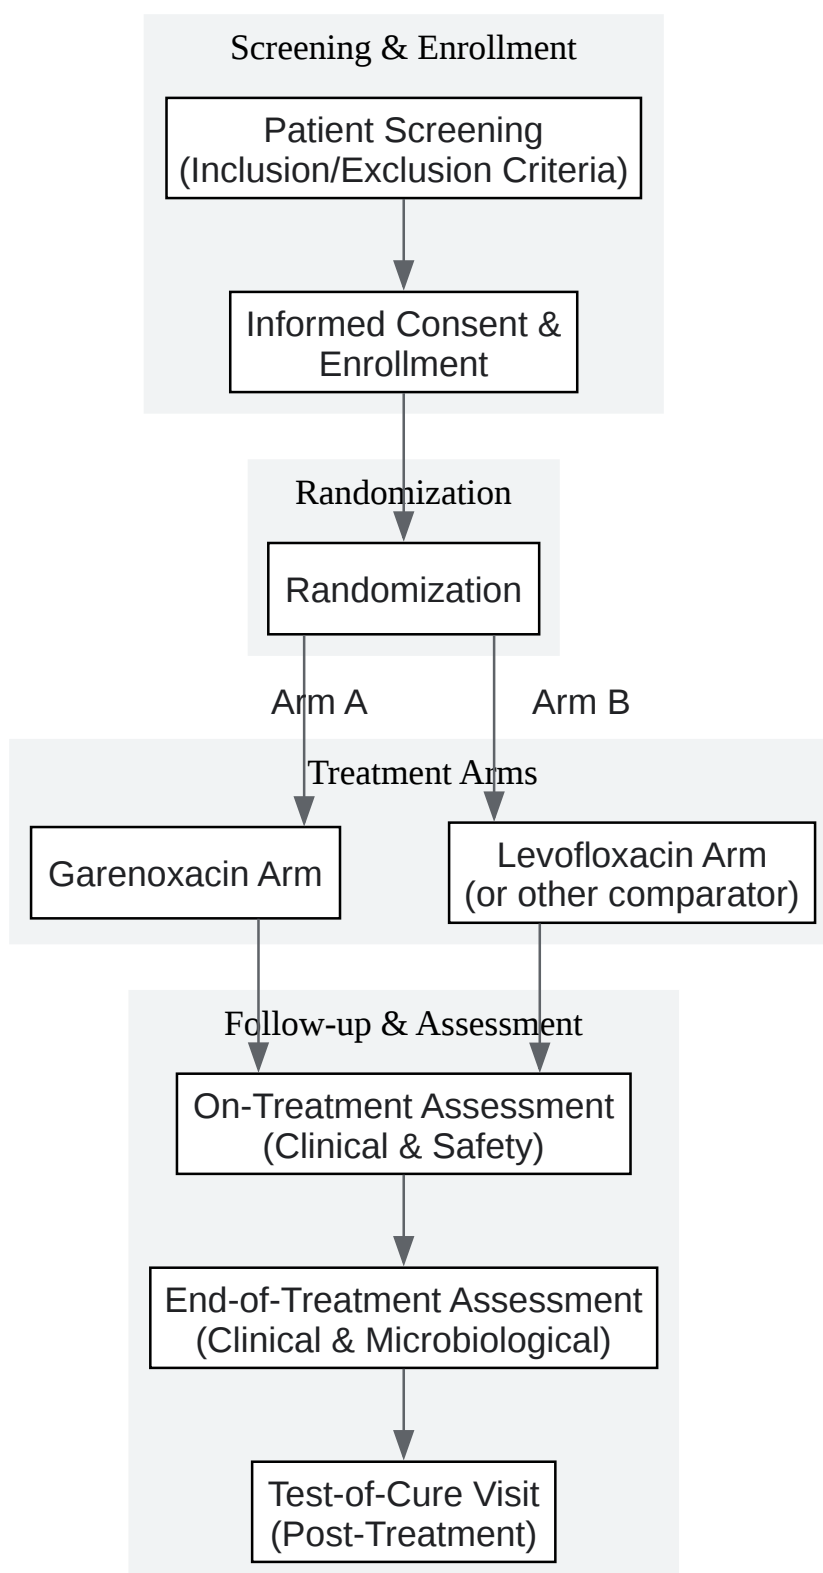 Screening & Enrollment
Patient Screening
(Inclusion/Exclusion Criteria)
Informed Consent &
Enrollment
Randomization
Randomization
Arm A
Arm B
Treatment Arms
Garenoxacin Arm
Levofloxacin Arm
(or other comparator)
Follow-up & Assessment
On-Treatment Assessment
(Clinical & Safety)
End-of-Treatment Assessment
(Clinical & Microbiological)
Test-of-Cure Visit
(Post-Treatment)